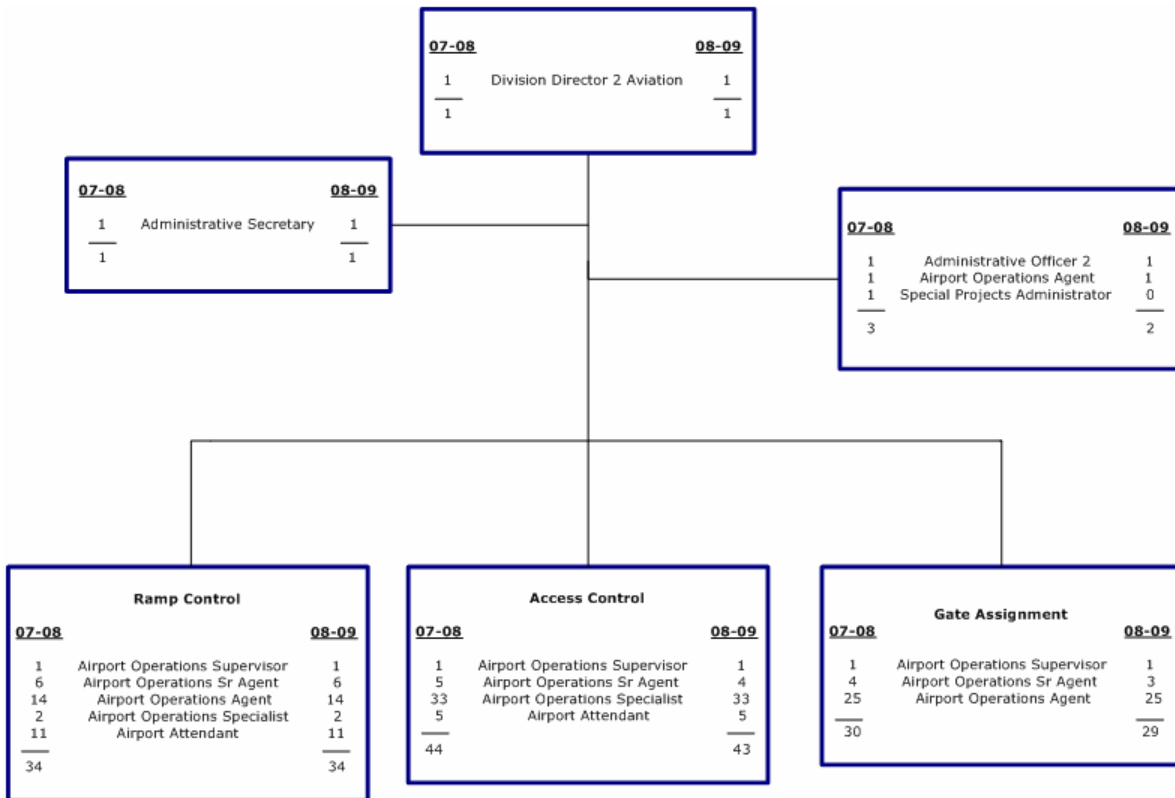 07-08 08-09
1 Division Director 2 Aviation 1
1 1
07-08 08-09
1 Administrative Secretary 1
1 1
07-08 08-09
1 Administrative Officer 2 1
1 Airport Operations Agent 1
1 Special Projects Administrator 0
3 2
Ramp Control
07-08 08-09
1 Airport Operations Supervisor 1
6 Airport Operations Sr Agent 6
14 Airport Operations Agent 14
2 Airport Operations Specialist 2
11 Airport Attendant 11
34 34
Access Control
07-08 08-09
1 Airport Operations Supervisor 1
5 Airport Operations Sr Agent 4
33 Airport Operations Specialist 33
5 Airport Attendant 5
44 43
Gate Assignment
07-08 08-09
1 Airport Operations Supervisor 1
4 Airport Operations Sr Agent 3
25 Airport Operations Agent 25
30 29